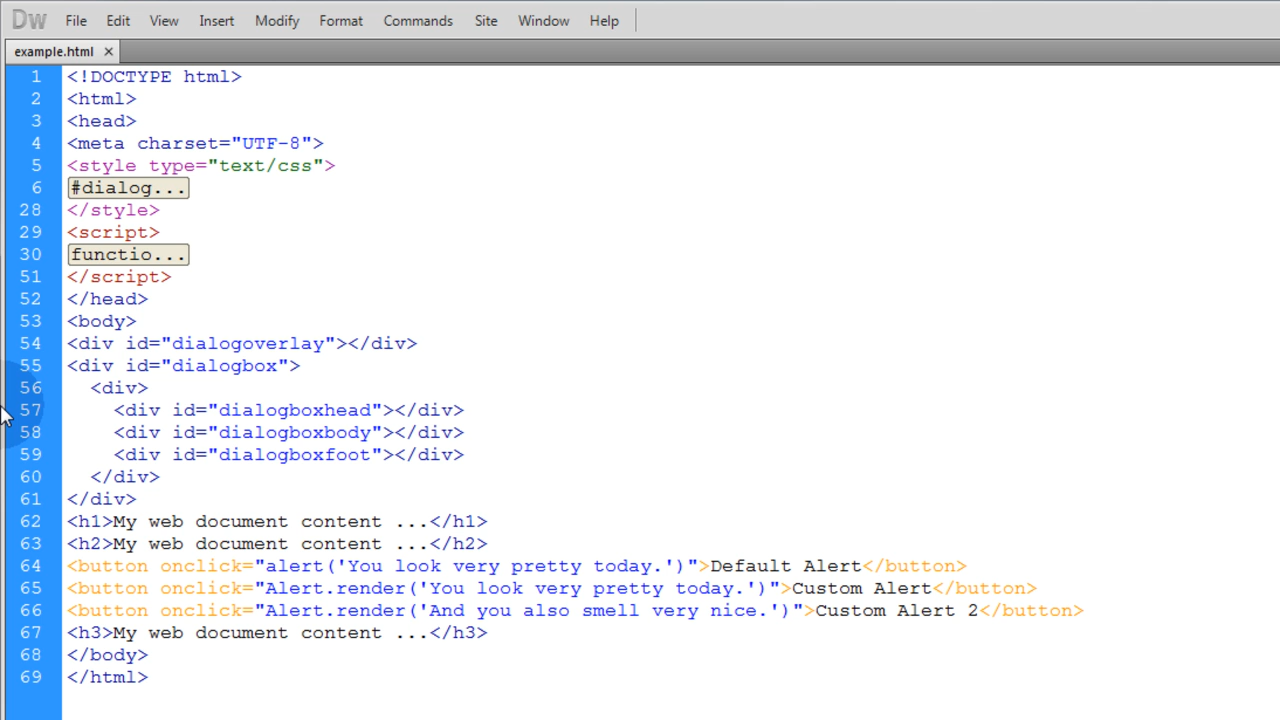 Dw File Edit View Insert Modify Format Commands Site Window Help
example.html ×
1 <!DOCTYPE html>
2 <html>
3 <head>
4 <meta charset="UTF-8">
5 <style type="text/css">
6 #dialog...
28 </style>
29 <script>
30 functio...
51 </script>
52 </head>
53 <body>
54 <div id="dialogoverlay"></div>
55 <div id="dialogbox">
56   <div>
57     <div id="dialogboxhead"></div>
58     <div id="dialogboxbody"></div>
59     <div id="dialogboxfoot"></div>
60   </div>
61 </div>
62 <h1>My web document content ...</h1>
63 <h2>My web document content ...</h2>
64 <button onclick="alert('You look very pretty today.')">Default Alert</button>
65 <button onclick="Alert.render('You look very pretty today.')">Custom Alert</button>
66 <button onclick="Alert.render('And you also smell very nice.')">Custom Alert 2</button>
67 <h3>My web document content ...</h3>
68 </body>
69 </html>